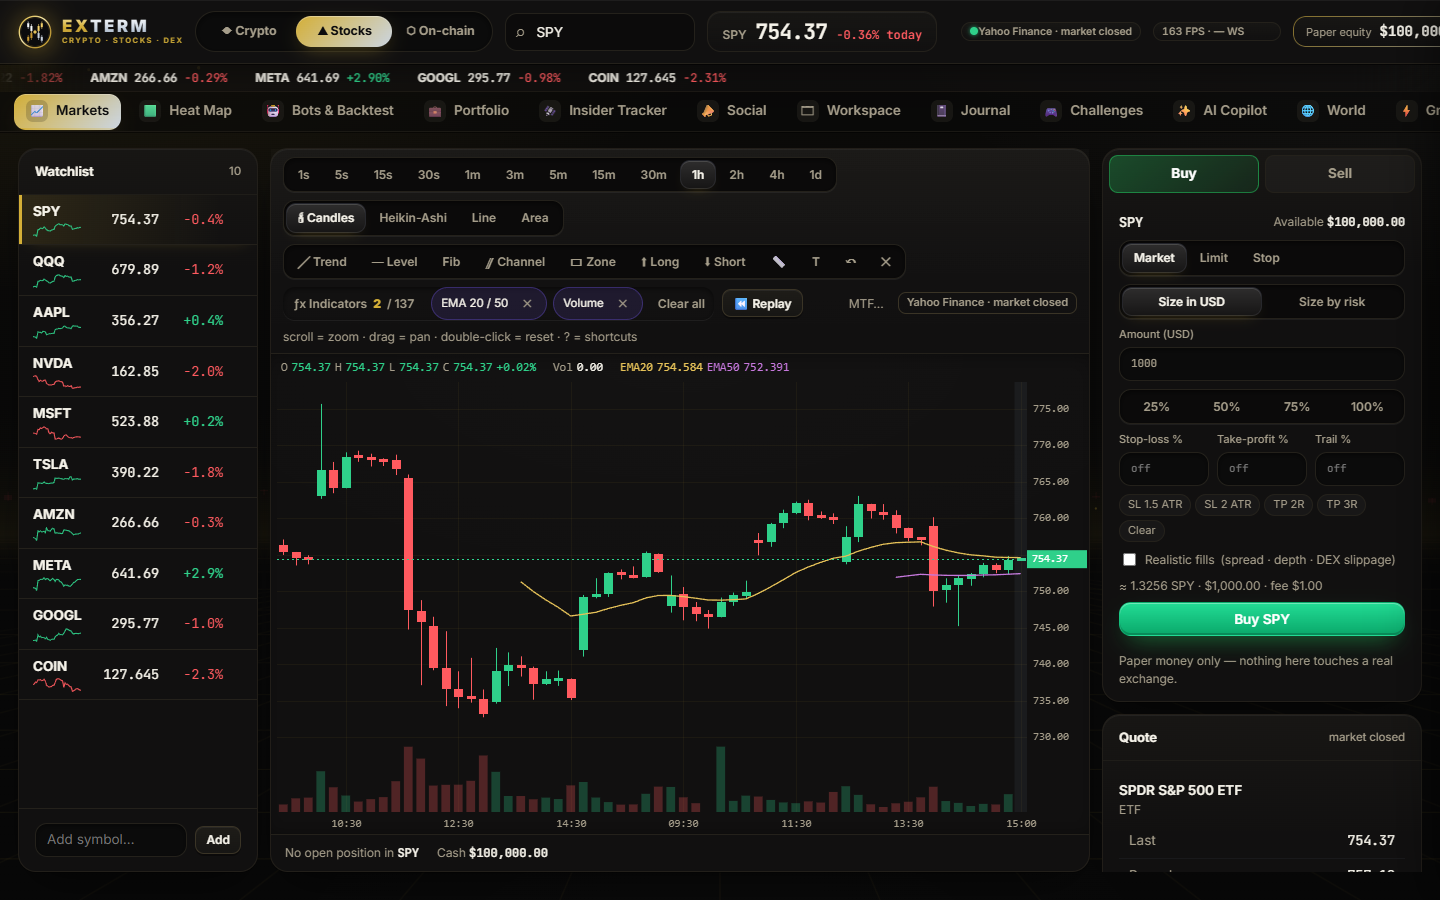 EXTERM
CRYPTO · STOCKS · DEX
Crypto
Stocks
On-chain
SPY
SPY 754.37 -0.36% today
Yahoo Finance · market closed
163 FPS · — WS
Paper equity $100,00
2 -1.82% AMZN 266.66 -0.29% META 641.69 +2.90% GOOGL 295.77 -0.98% COIN 127.645 -2.31%
Markets
Heat Map
Bots & Backtest
Portfolio
Insider Tracker
Social
Workspace
Journal
Challenges
AI Copilot
World
Gr
Watchlist 10
SPY 754.37 -0.4%
QQQ 679.89 -1.2%
AAPL 356.27 +0.4%
NVDA 162.85 -2.0%
MSFT 523.88 +0.2%
TSLA 390.22 -1.8%
AMZN 266.66 -0.3%
META 641.69 +2.9%
GOOGL 295.77 -1.0%
COIN 127.645 -2.3%
Add symbol...
Add
1s 5s 15s 30s 1m 3m 5m 15m 30m 1h 2h 4h 1d
Candles Heikin-Ashi Line Area
Trend Level Fib Channel Zone Long Short T
ƒx Indicators 2 / 137 EMA 20 / 50 ✕ Volume ✕ Clear all Replay MTF... Yahoo Finance · market closed
scroll = zoom · drag = pan · double-click = reset · ? = shortcuts
O 754.37 H 754.37 L 754.37 C 754.37 +0.02% Vol 0.00 EMA20 754.584 EMA50 752.391
775.00
770.00
765.00
760.00
754.37
750.00
745.00
740.00
735.00
730.00
10:30 12:30 14:30 09:30 11:30 13:30 15:00
No open position in SPY Cash $100,000.00
Buy Sell
SPY Available $100,000.00
Market Limit Stop
Size in USD Size by risk
Amount (USD)
1000
25% 50% 75% 100%
Stop-loss % Take-profit % Trail %
off off off
SL 1.5 ATR SL 2 ATR TP 2R TP 3R
Clear
Realistic fills (spread · depth · DEX slippage)
≈ 1.3256 SPY · $1,000.00 · fee $1.00
Buy SPY
Paper money only — nothing here touches a real
exchange.
Quote market closed
SPDR S&P 500 ETF
ETF
Last 754.37